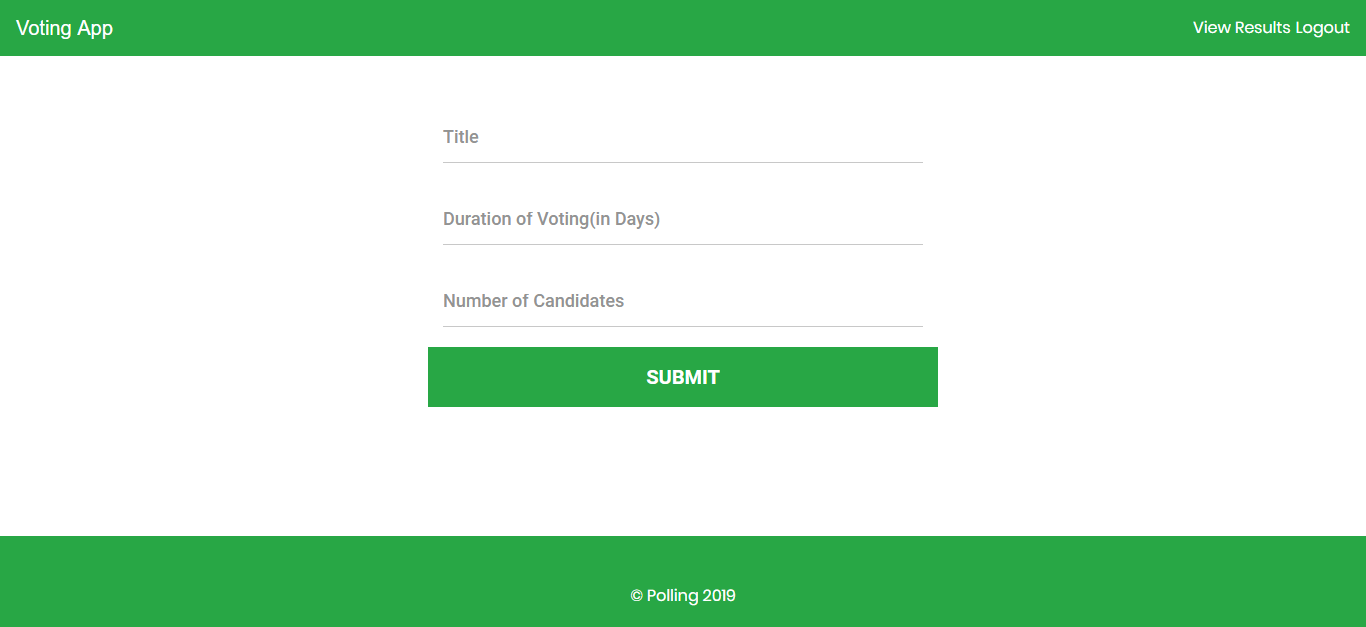 Voting App
View Results Logout
Title
Duration of Voting(in Days)
Number of Candidates
SUBMIT
© Polling 2019